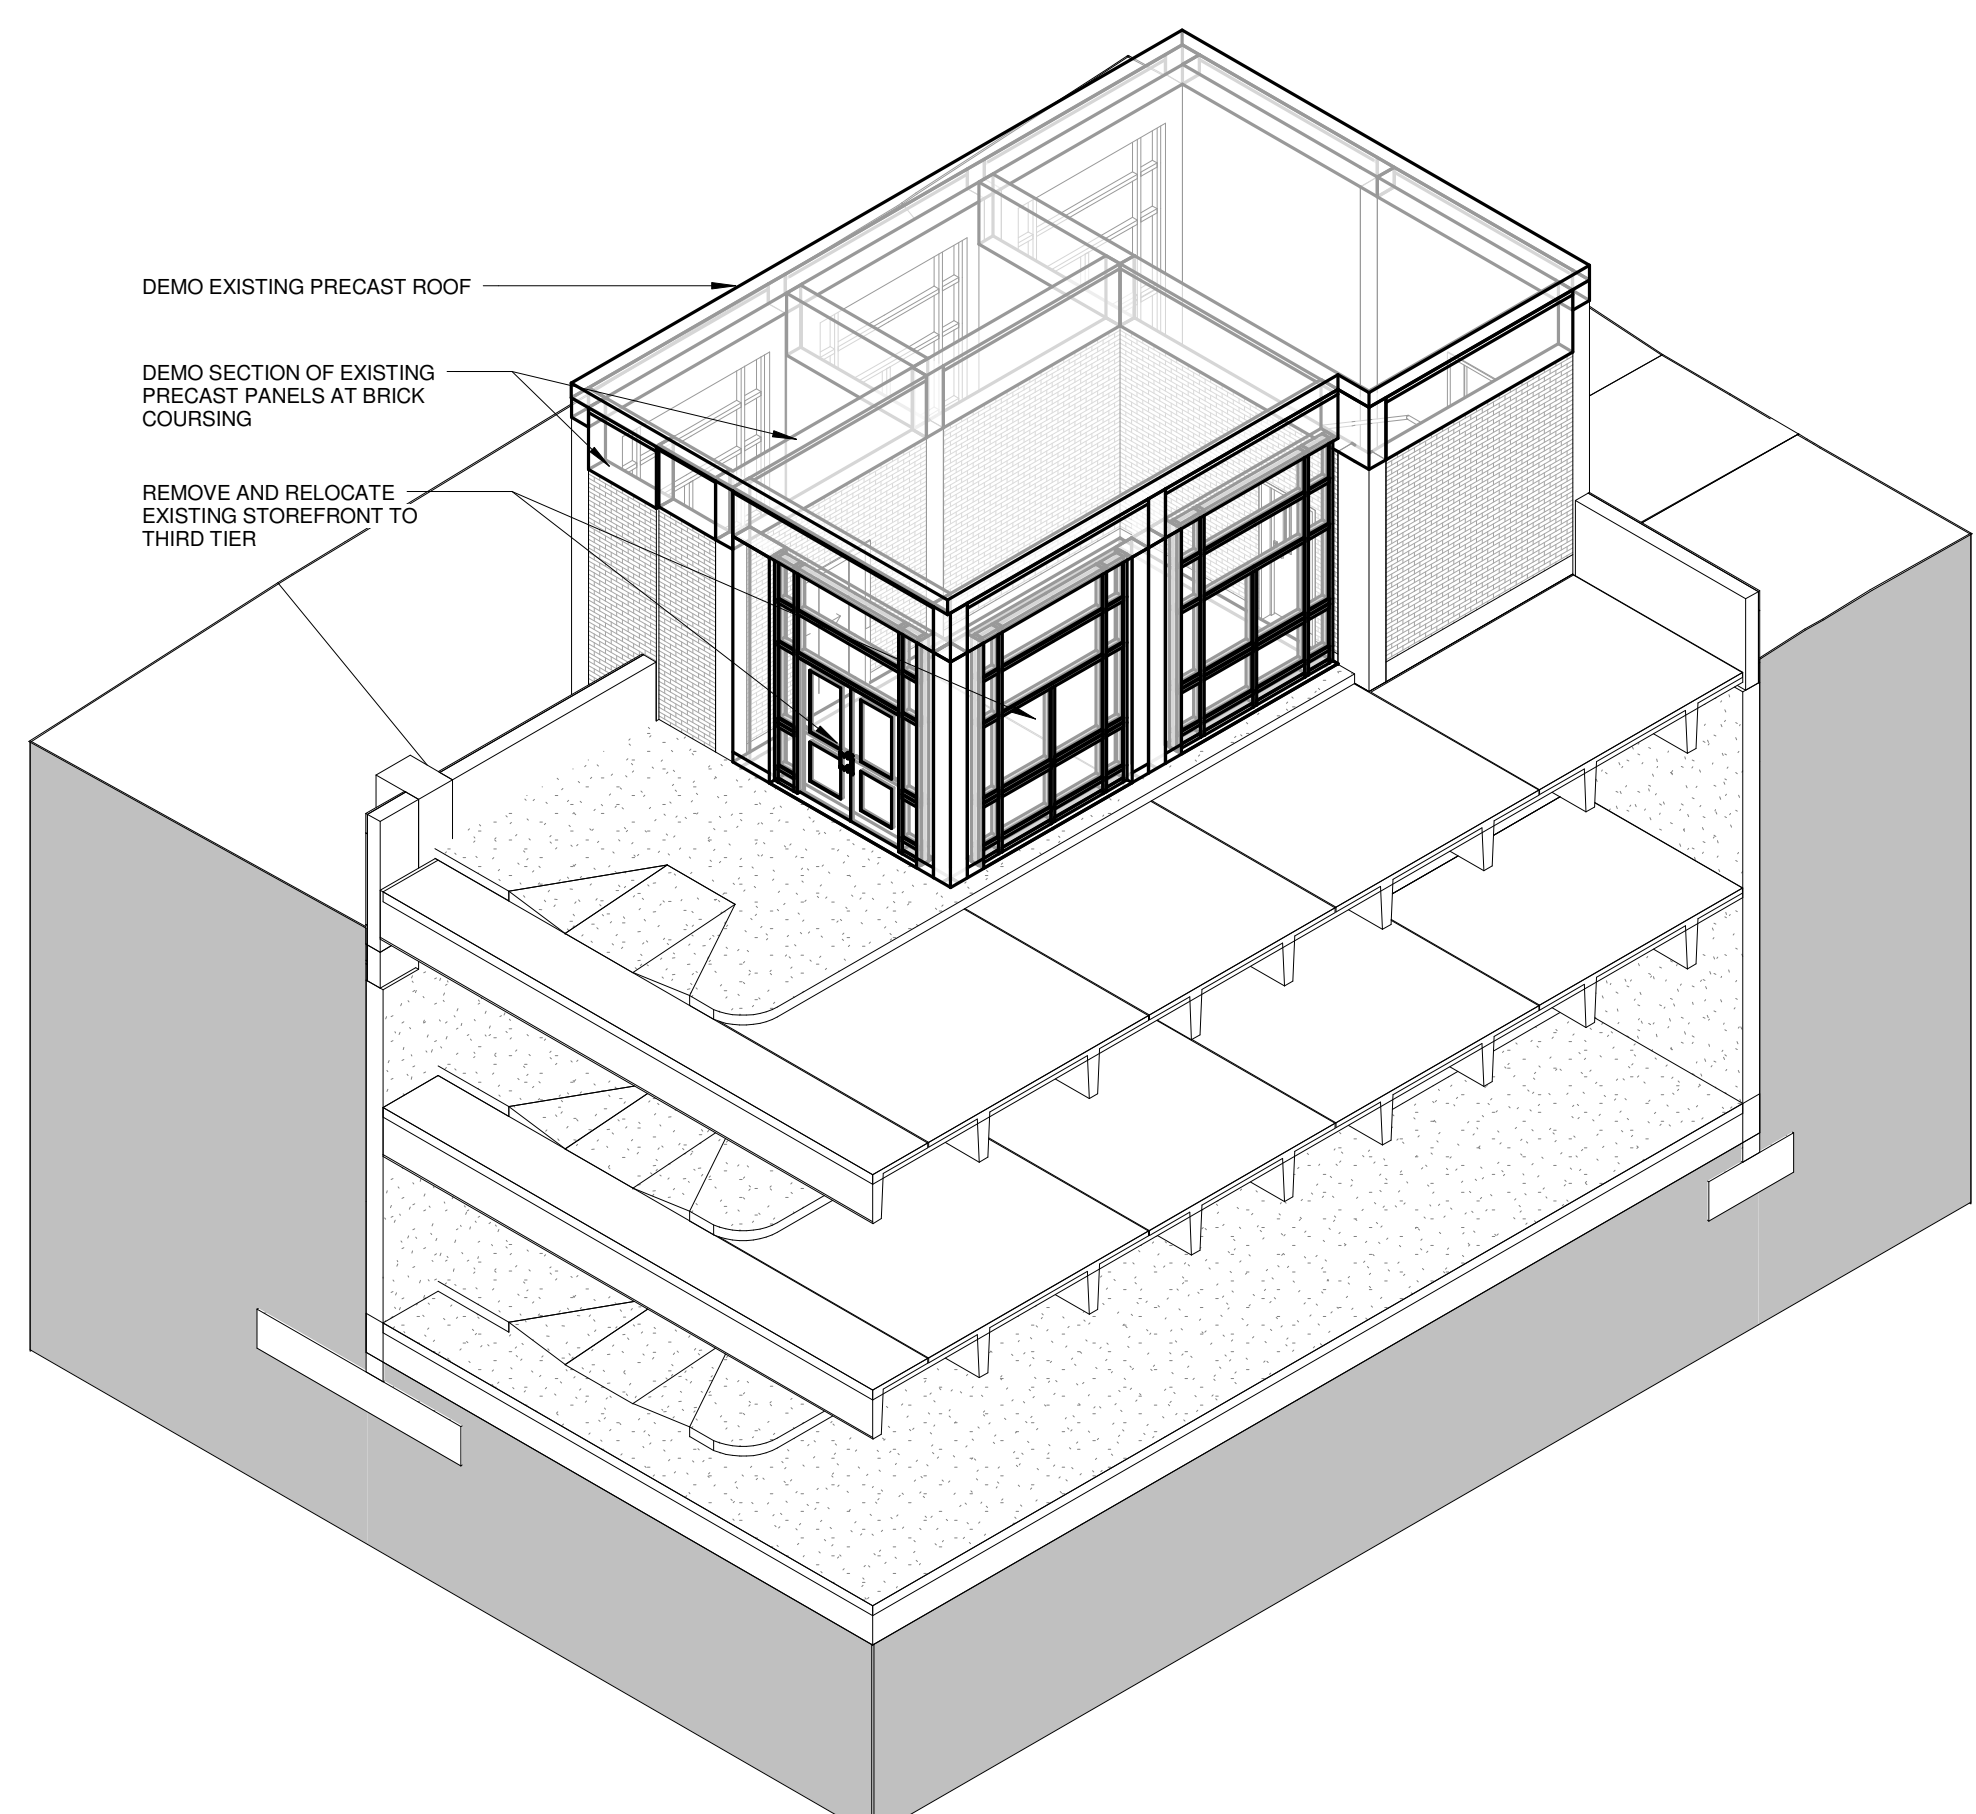 DEMO EXISTING PRECAST ROOF
DEMO SECTION OF EXISTING
PRECAST PANELS AT BRICK
COURSING
REMOVE AND RELOCATE
EXISTING STOREFRONT TO
THIRD TIER